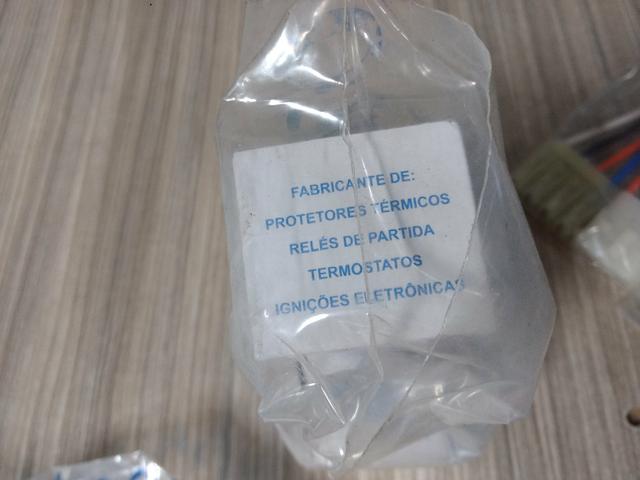 FABRICANTE DE:
PROTETORES TÉRMICOS
RELÉS DE PARTIDA
TERMOSTATOS
IGNIÇÕES ELETRÔNICAS